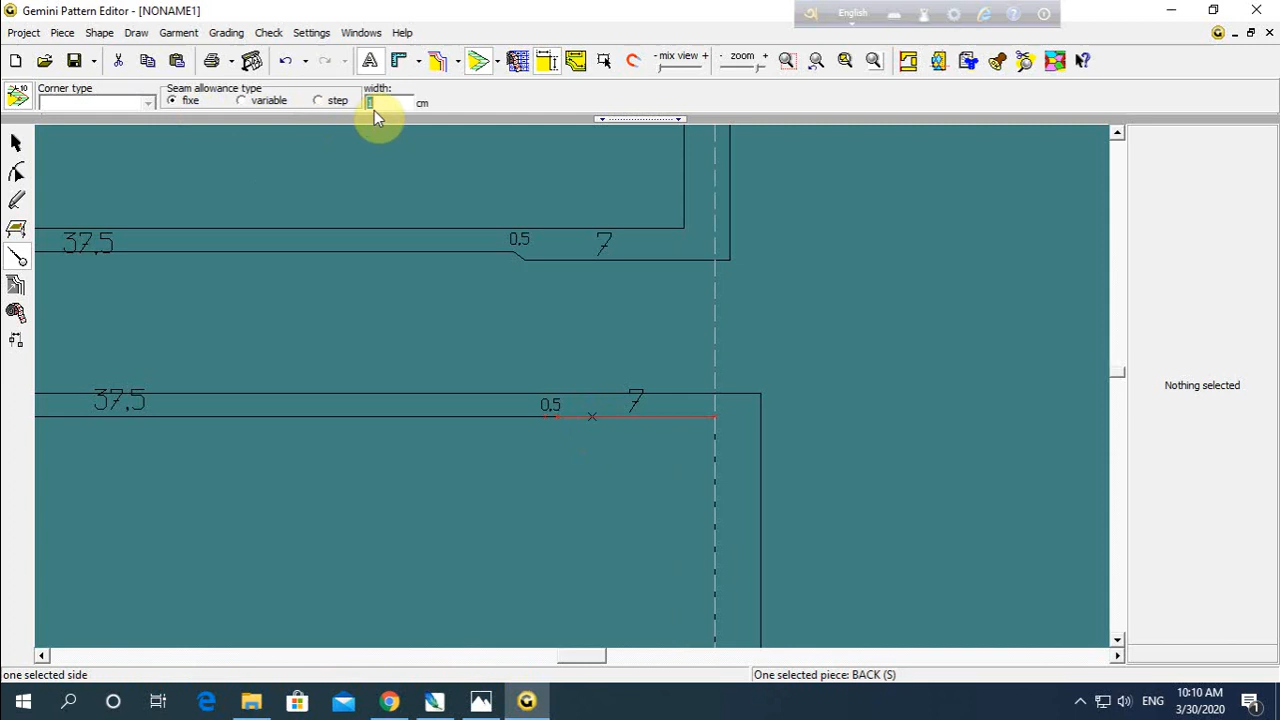 Gemini Pattern Editor - [NONAME1]
English
Project Piece Shape Draw Garment Grading Check Settings Windows Help
- mix view +
- zoom +
Corner type
Seam allowance type
fixe variable step
width:
cm
37,5 0,5 7
37,5 0,5 7
Nothing selected
one selected side
One selected piece: BACK (S)
ENG
10:10 AM
3/30/2020